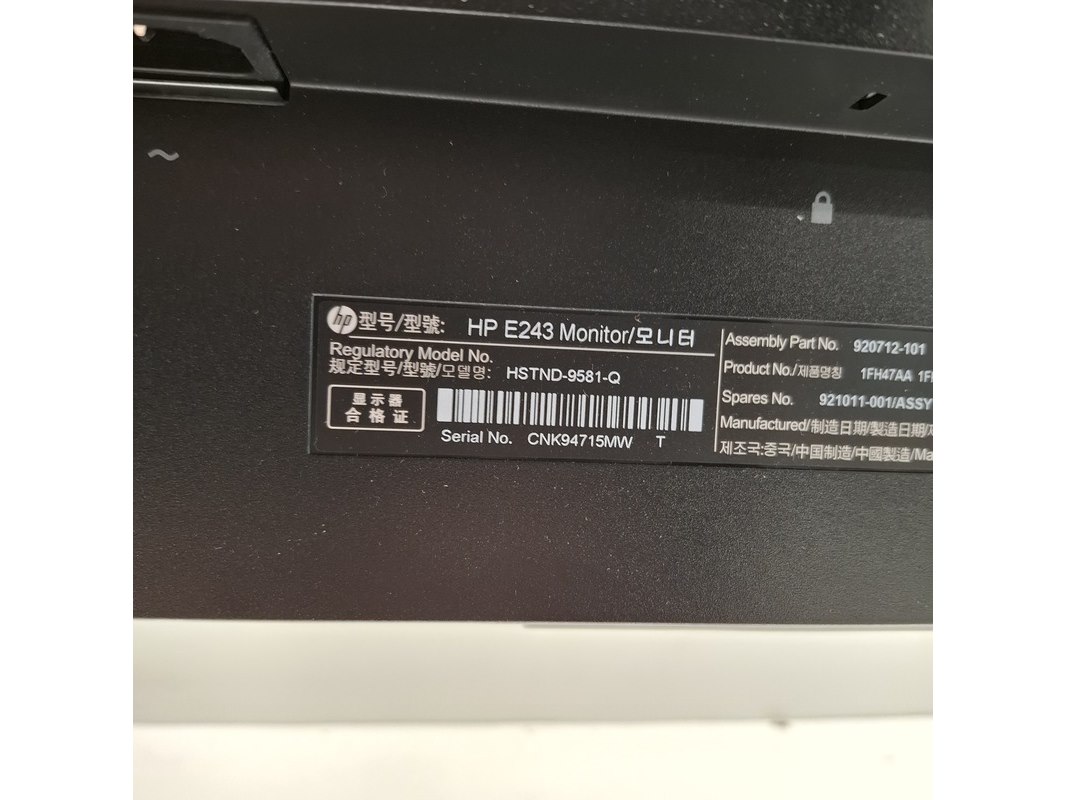 hp 型号/型號: HP E243 Monitor/모니터
Regulatory Model No.
规定型号/型號/모델명: HSTND-9581-Q
显示器
合格证
Serial No. CNK94715MW T
Assembly Part No. 920712-101
Product No./제품명칭 1FH47AA
Spares No. 921011-001/ASSY
Manufactured/制造日期/製造日期/
제조국:중국/中国制造/中國製造/Ma